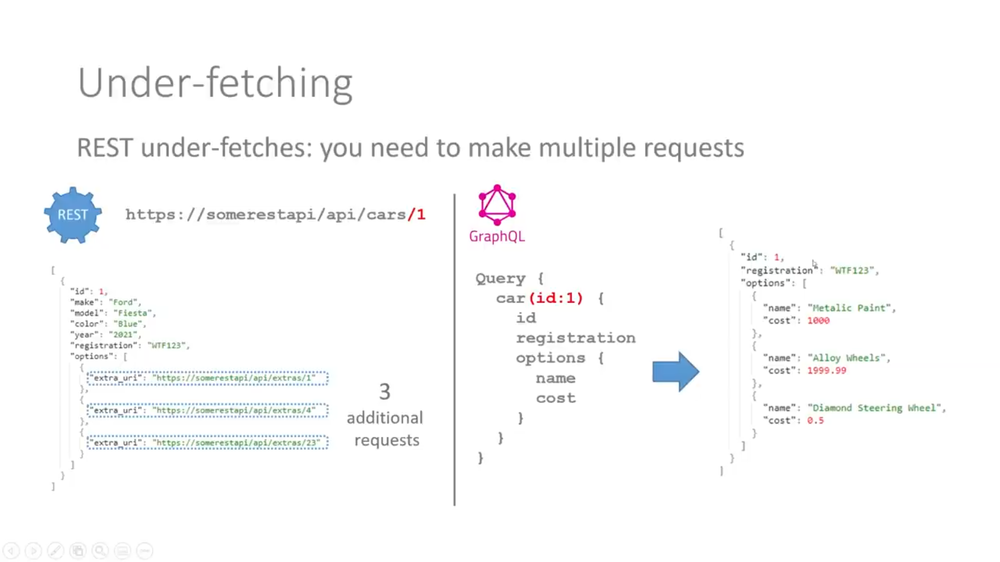 Under-fetching
REST under-fetches: you need to make multiple requests
REST
https://somerestapi/api/cars/1
[
{
"id": 1,
"make": "Ford",
"model": "Fiesta",
"color": "Blue",
"year": "2021",
"registration": "WTF123",
"options": [
{
"extra_uri": "https://somerestapi/api/extras/1"
},
{
"extra_uri": "https://somerestapi/api/extras/4"
},
{
"extra_uri": "https://somerestapi/api/extras/23"
}
]
}
]
3
additional
requests
GraphQL
Query {
car(id:1) {
id
registration
options {
name
cost
}
}
}
[
{
"id": 1,
"registration": "WTF123",
"options": [
{
"name": "Metalic Paint",
"cost": 1000
},
{
"name": "Alloy Wheels",
"cost": 1999.99
},
{
"name": "Diamond Steering Wheel",
"cost": 0.5
}
]
}
]